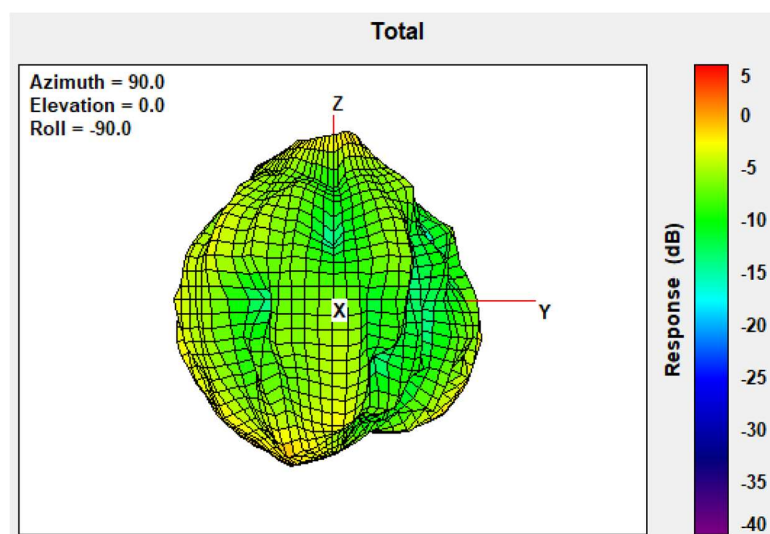 Total
Azimuth = 90.0
Elevation = 0.0
Roll = -90.0
Z
X
Y
Response (dB)
5
0
-5
-10
-15
-20
-25
-30
-35
-40